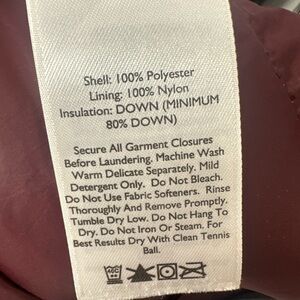 Shell: 100% Polyester
Lining: 100% Nylon
Insulation: DOWN (MINIMUM
80% DOWN)
Secure All Garment Closures
Before Laundering. Machine Wash
Warm Delicate Separately. Mild
Detergent Only. Do Not Bleach.
Do Not Use Fabric Softeners. Rinse
Thoroughly And Remove Promptly.
Tumble Dry Low. Do Not Hang To
Dry. Do Not Iron Or Steam. For
Best Results Dry With Clean Tennis
Ball.